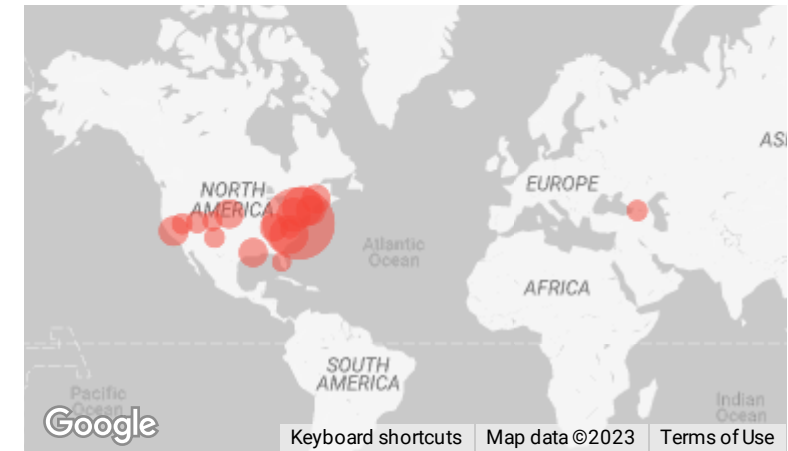 NORTH
AMERICA
EUROPE
ASI
Atlantic
Ocean
AFRICA
SOUTH
AMERICA
Pacific
Ocean
Indian
Ocean
Google
Keyboard shortcuts
Map data ©2023
Terms of Use